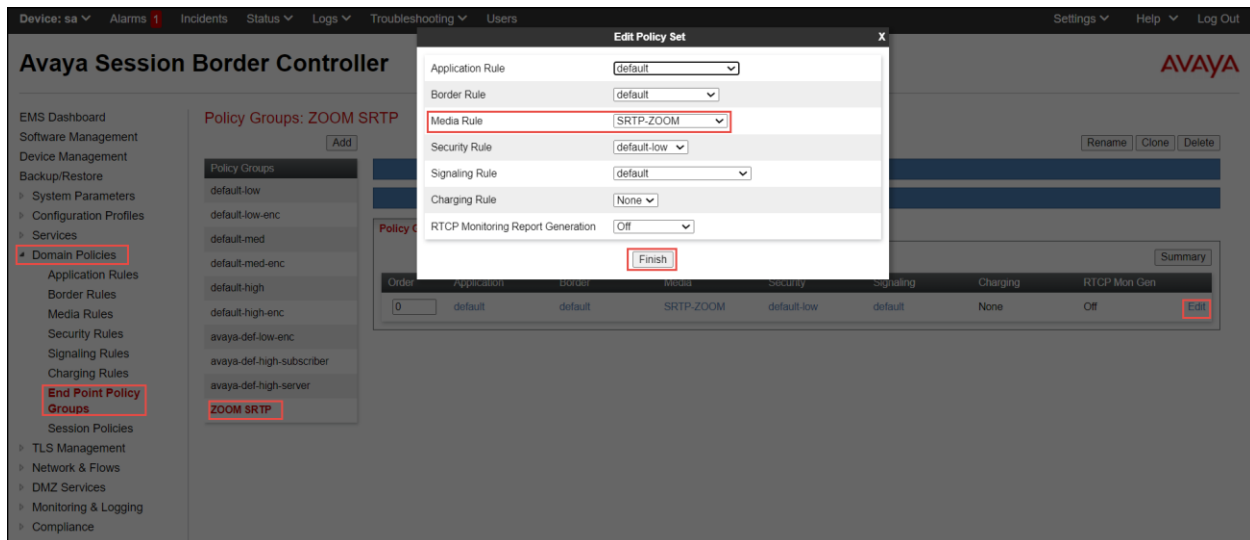 Device: sa Alarms 1 Incidents Status Logs Troubleshooting Users Settings Help Log Out
Edit Policy Set X
Avaya Session Border Controller
AVAYA
Application Rule default
Border Rule default
Media Rule SRTP-ZOOM
Security Rule default-low
Signaling Rule default
Charging Rule None
RTCP Monitoring Report Generation Off
Finish
EMS Dashboard
Software Management
Device Management
Backup/Restore
System Parameters
Configuration Profiles
Services
Domain Policies
Application Rules
Border Rules
Media Rules
Security Rules
Signaling Rules
Charging Rules
End Point Policy
Groups
Session Policies
TLS Management
Network & Flows
DMZ Services
Monitoring & Logging
Compliance
Policy Groups: ZOOM SRTP
Add
Rename Clone Delete
Policy Groups
default-low
default-low-enc
default-med
default-med-enc
default-high
default-high-enc
avaya-def-low-enc
avaya-def-high-subscriber
avaya-def-high-server
ZOOM SRTP
Policy
Summary
Order Application Border Media Security Signaling Charging RTCP Mon Gen
0 default default SRTP-ZOOM default-low default None Off Edit